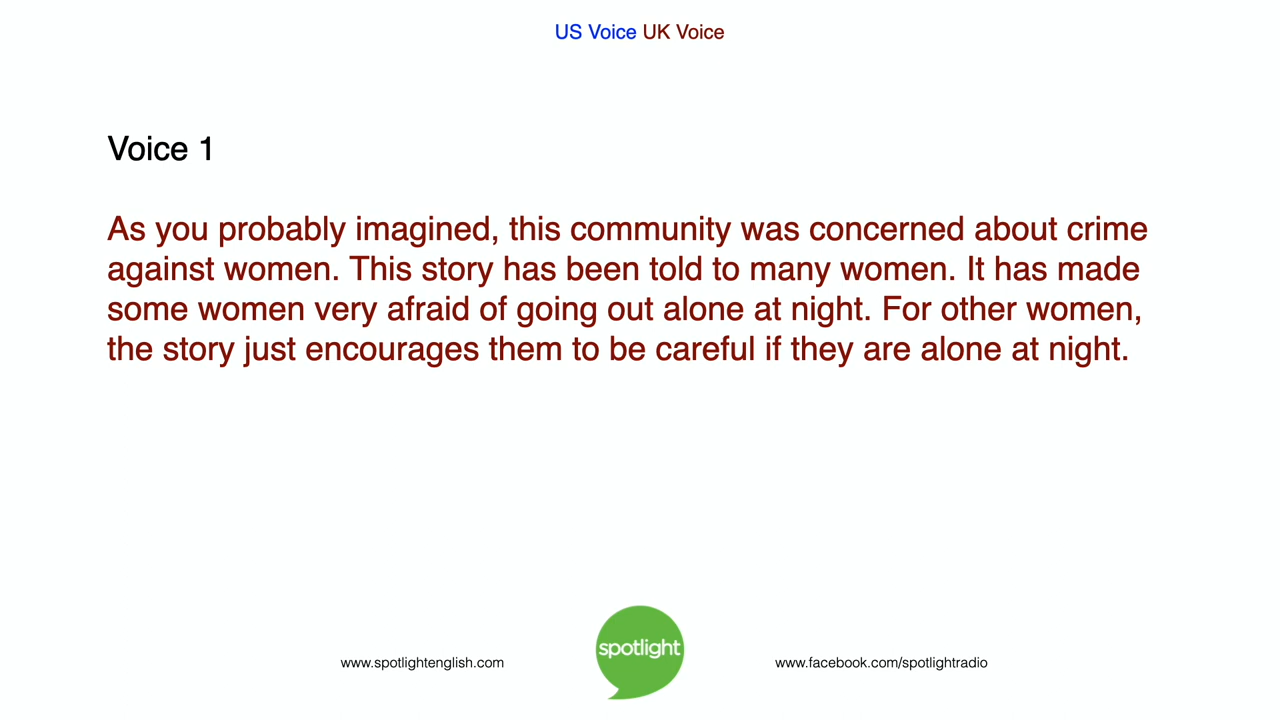 US Voice UK Voice
Voice 1
As you probably imagined, this community was concerned about crime
against women. This story has been told to many women. It has made
some women very afraid of going out alone at night. For other women,
the story just encourages them to be careful if they are alone at night.
spotlight
www.spotlightenglish.com
www.facebook.com/spotlightradio